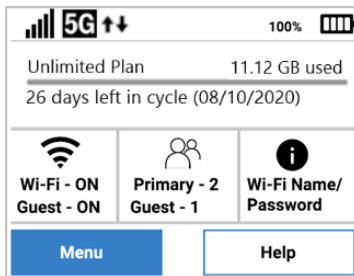 5G 100%
Unlimited Plan 11.12 GB used
26 days left in cycle (08/10/2020)
Wi-Fi - ON Primary - 2 Wi-Fi Name/
Guest - ON Guest - 1 Password
Menu Help